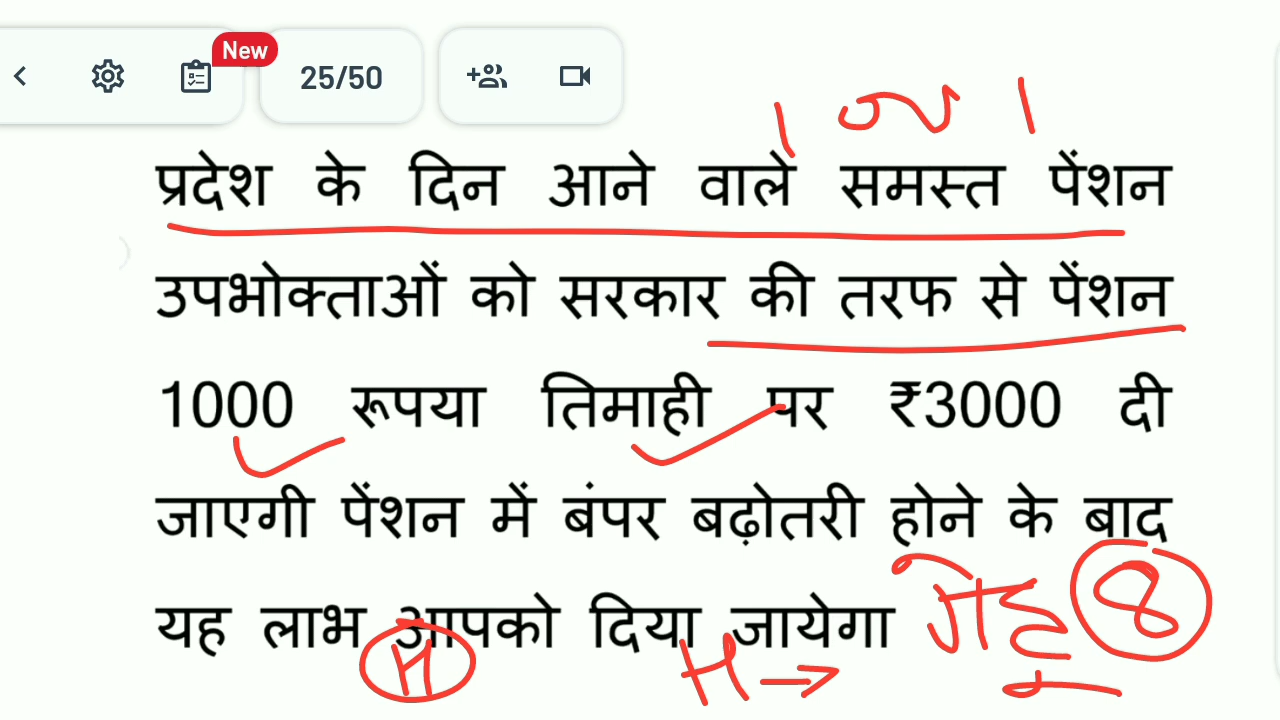 New
25/50
प्रदेश के दिन आने वाले समस्त पेंशन
उपभोक्ताओं को सरकार की तरफ से पेंशन
1000 रूपया तिमाही पर ₹3000 दी
जाएगी पेंशन में बंपर बढ़ोतरी होने के बाद
यह लाभ आपको दिया जायेगा
8